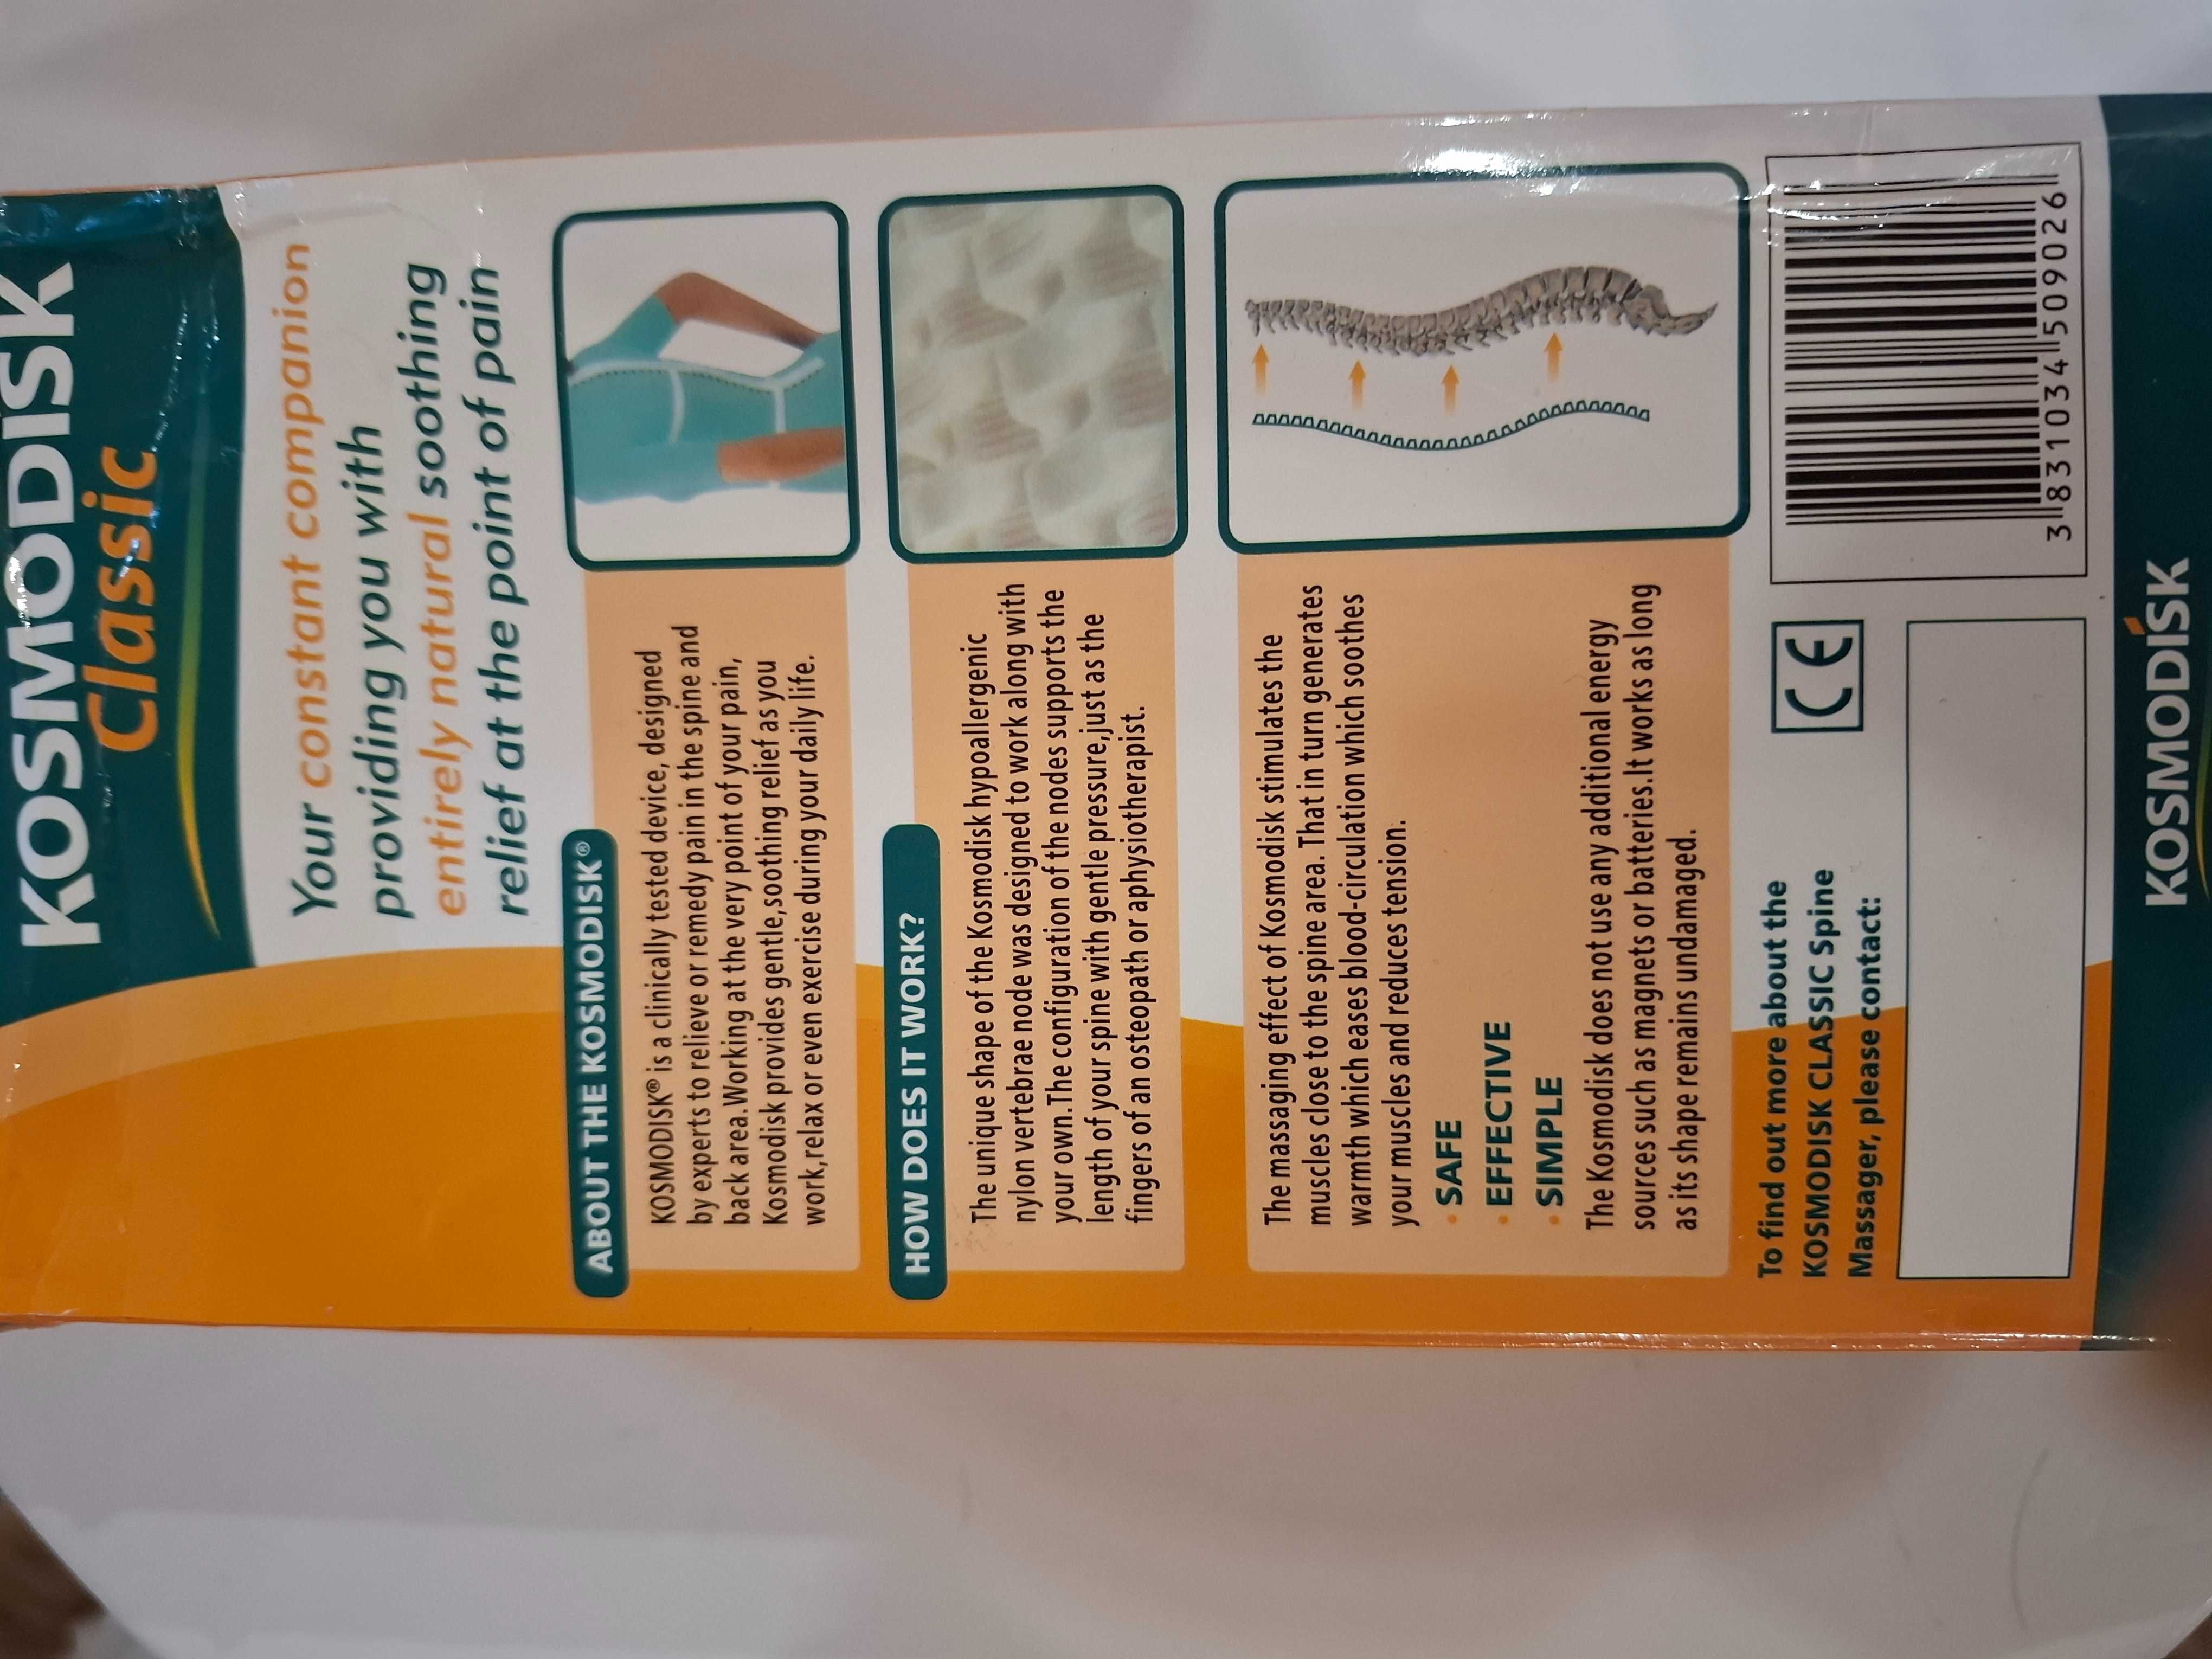 KOSMODISK
Classic
Your constant companion
providing you with
entirely natural soothing
relief at the point of pain
ABOUT THE KOSMODISK®
KOSMODISK® is a clinically tested device, designed
by experts to relieve or remedy pain in the spine and
back area.Working at the very point of your pain,
Kosmodisk provides gentle,soothing relief as you
work,relax or even exercise during your daily life.
HOW DOES IT WORK?
The unique shape of the Kosmodisk hypoallergenic
nylon vertebrae node was designed to work along with
your own.The configuration of the nodes supports the
length of your spine with gentle pressure,just as the
fingers of an osteopath or aphysiotherapist.
The massaging effect of Kosmodisk stimulates the
muscles close to the spine area. That in turn generates
warmth which eases blood-circulation which soothes
your muscles and reduces tension.
• SAFE
• EFFECTIVE
• SIMPLE
The Kosmodisk does not use any additional energy
sources such as magnets or batteries.It works as long
as its shape remains undamaged.
To find out more about the
KOSMODISK CLASSIC Spine
Massager, please contact:
CE
3 831034 509026
KOSMODISK